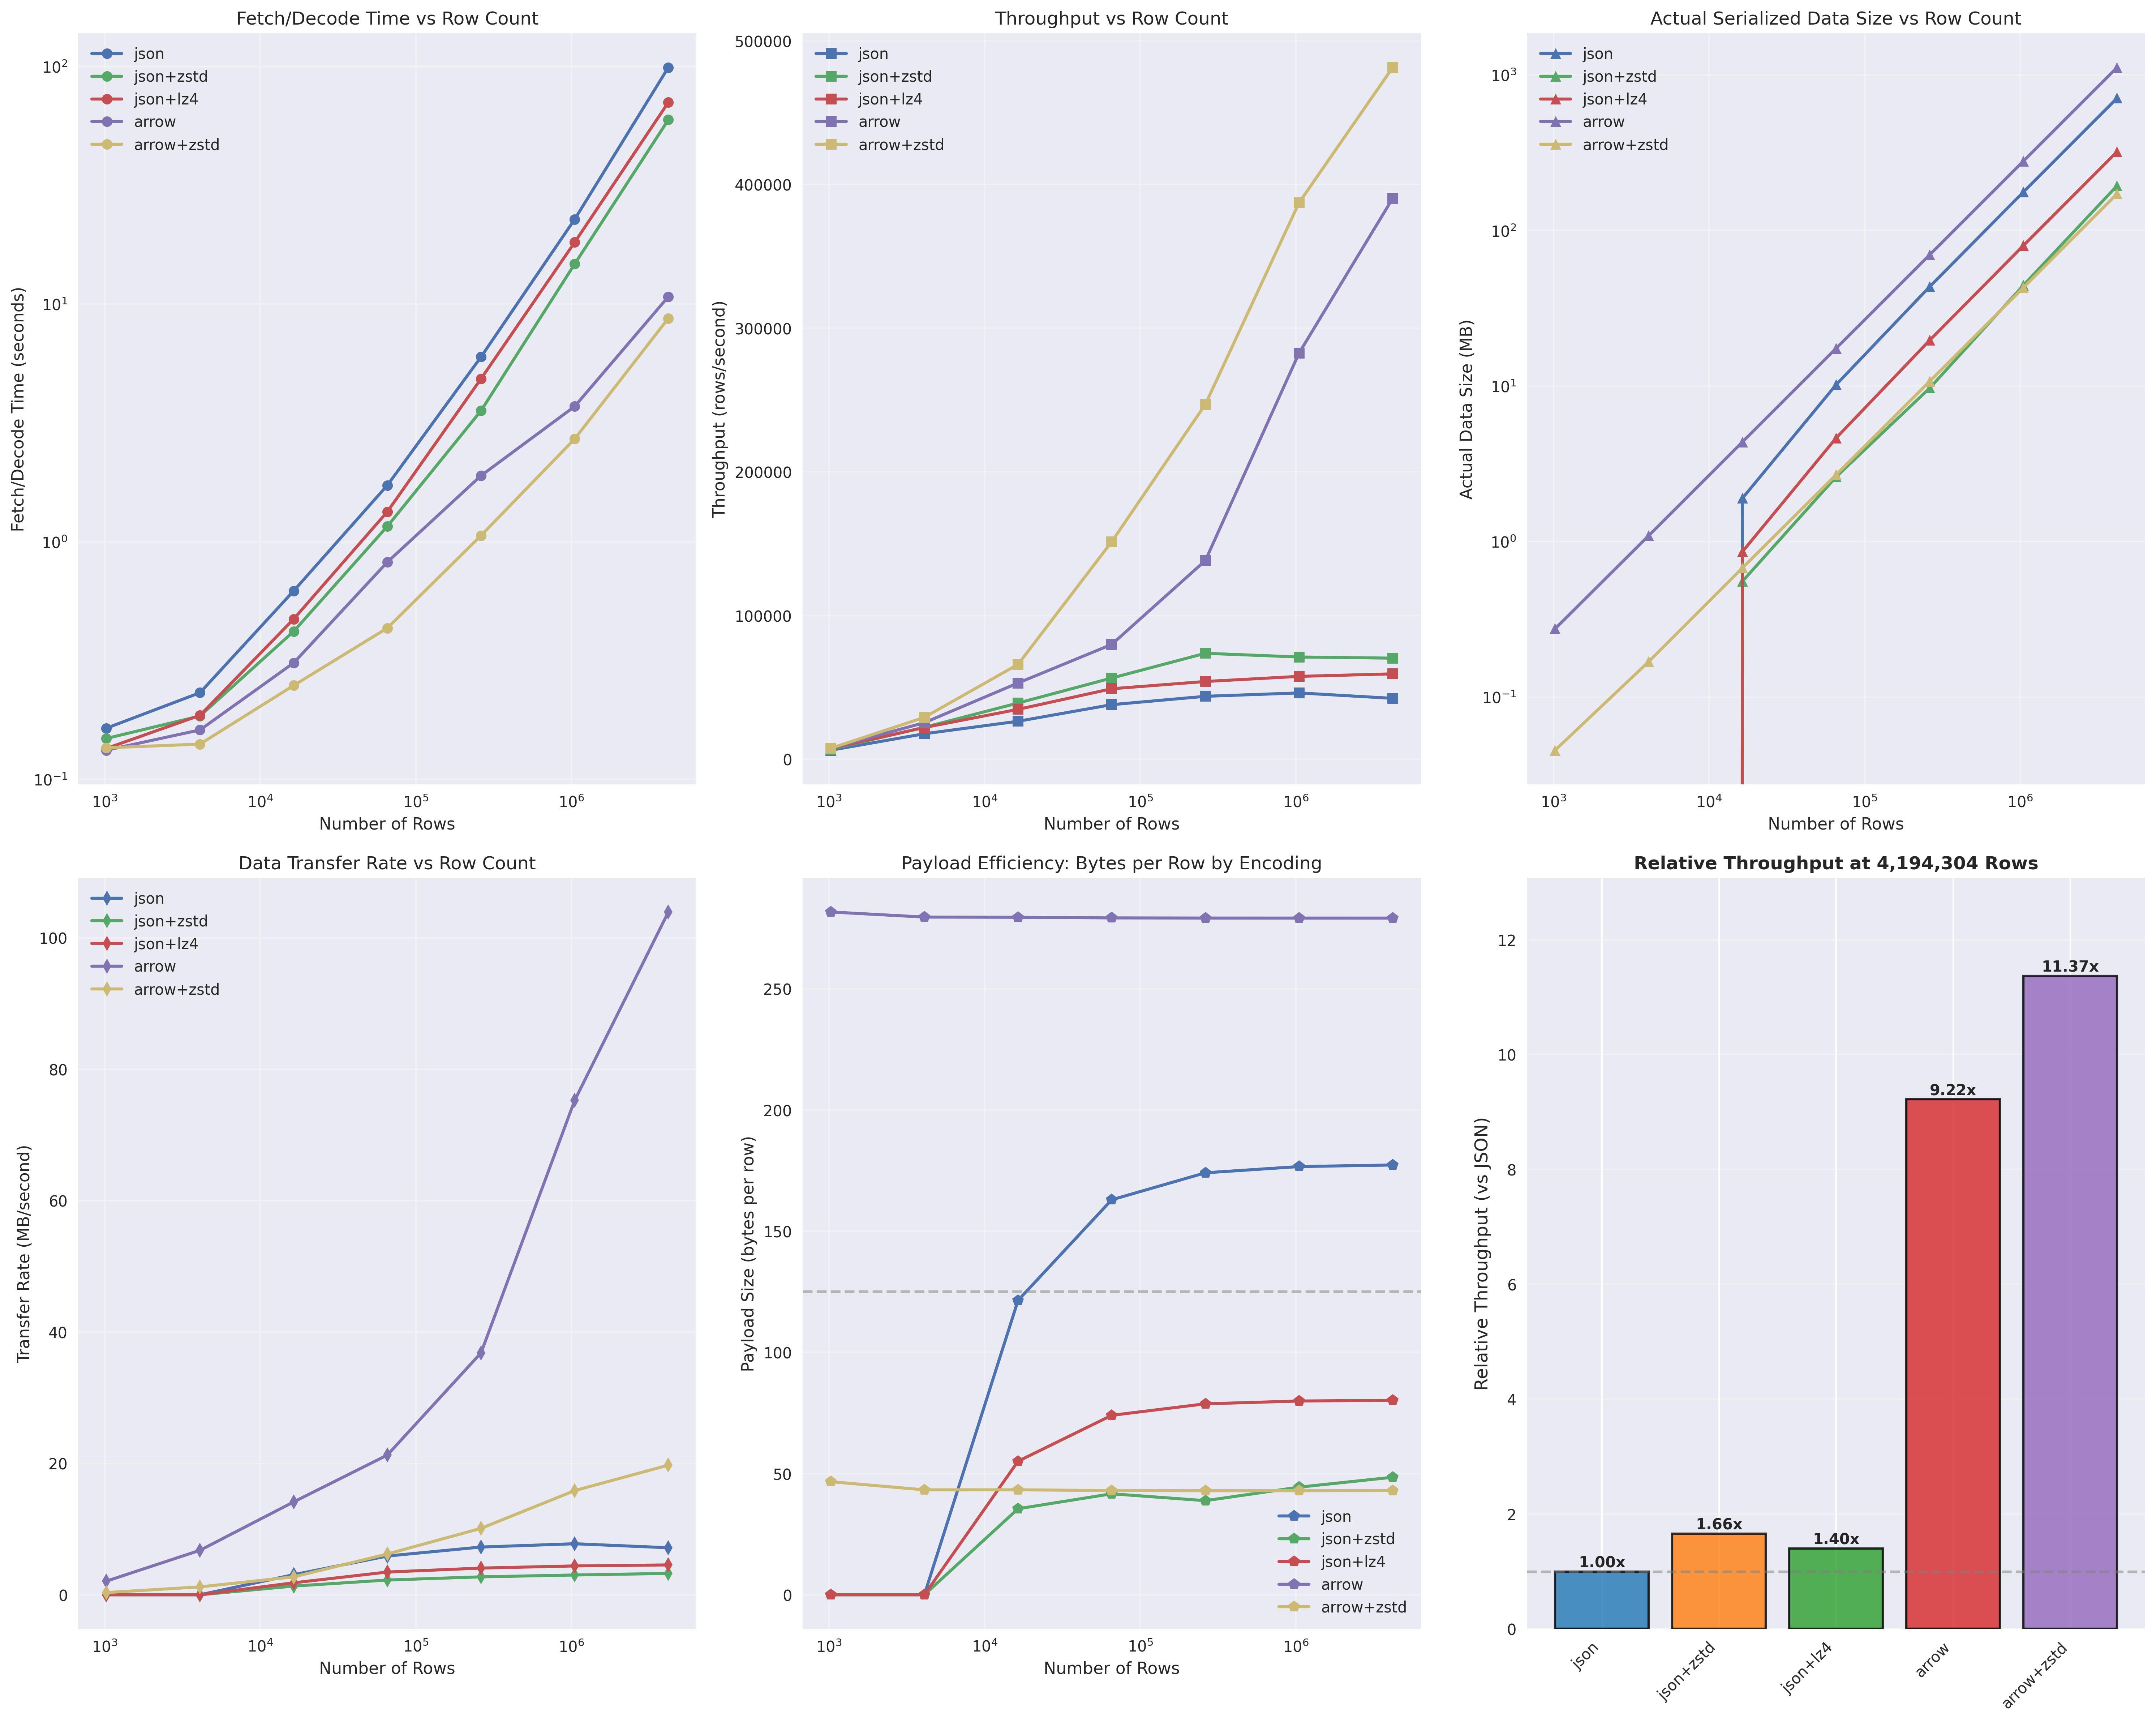 Fetch/Decode Time vs Row Count
json
json+zstd
json+lz4
arrow
arrow+zstd
Fetch/Decode Time (seconds)
10²
10¹
10⁰
10⁻¹
10³ 10⁴ 10⁵ 10⁶
Number of Rows
Throughput vs Row Count
json
json+zstd
json+lz4
arrow
arrow+zstd
Throughput (rows/second)
500000
400000
300000
200000
100000
0
10³ 10⁴ 10⁵ 10⁶
Number of Rows
Actual Serialized Data Size vs Row Count
json
json+zstd
json+lz4
arrow
arrow+zstd
Actual Data Size (MB)
10³
10²
10¹
10⁰
10⁻¹
10³ 10⁴ 10⁵ 10⁶
Number of Rows
Data Transfer Rate vs Row Count
json
json+zstd
json+lz4
arrow
arrow+zstd
Transfer Rate (MB/second)
100
80
60
40
20
0
10³ 10⁴ 10⁵ 10⁶
Number of Rows
Payload Efficiency: Bytes per Row by Encoding
Payload Size (bytes per row)
250
200
150
100
50
0
json
json+zstd
json+lz4
arrow
arrow+zstd
10³ 10⁴ 10⁵ 10⁶
Number of Rows
Relative Throughput at 4,194,304 Rows
Relative Throughput (vs JSON)
12
10
8
6
4
2
0
1.00x
1.66x
1.40x
9.22x
11.37x
json
json+zstd
json+lz4
arrow
arrow+zstd